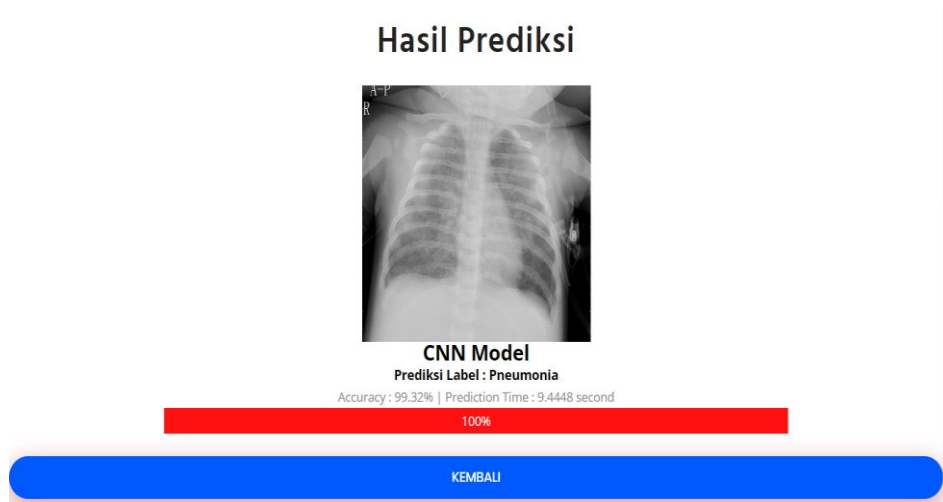 Hasil Prediksi
A-P
R
CNN Model
Prediksi Label : Pneumonia
Accuracy : 99.32% | Prediction Time : 9.4448 second
100%
KEMBALI